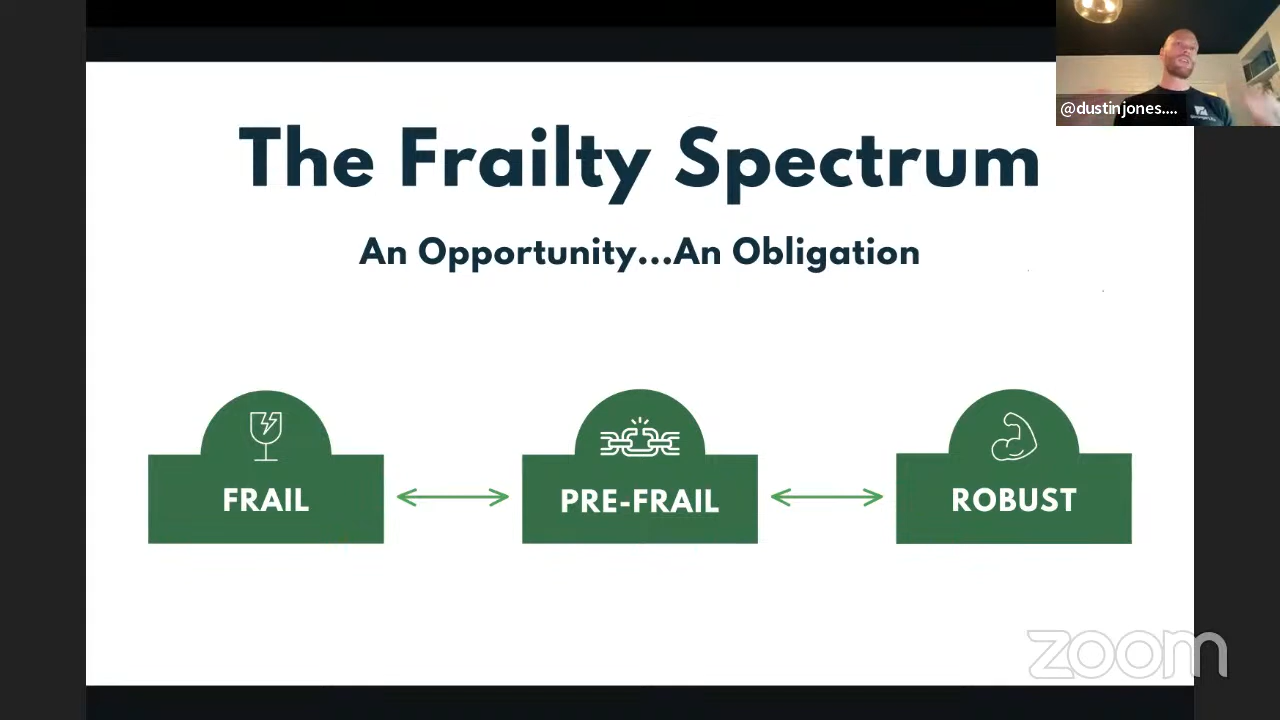 The Frailty Spectrum
An Opportunity...An Obligation
FRAIL
PRE-FRAIL
ROBUST
@dustinjones....
zoom